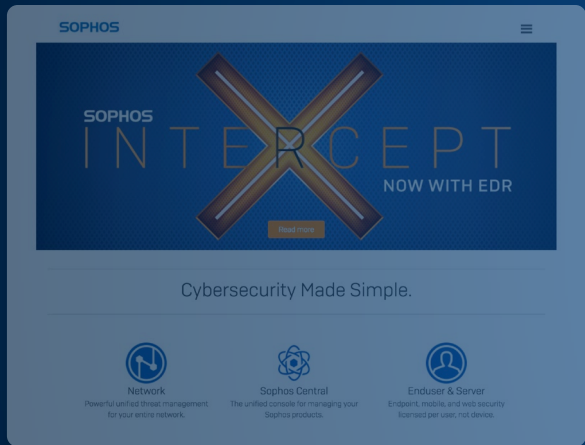 SOPHOS
SOPHOS
INTERCEPT
NOW WITH EDR
Read more
Cybersecurity Made Simple.
Network
Powerful unified threat management
for your entire network.
Sophos Central
The unified console for managing your
Sophos products.
Enduser & Server
Endpoint, mobile, and web security
licensed per user, not device.